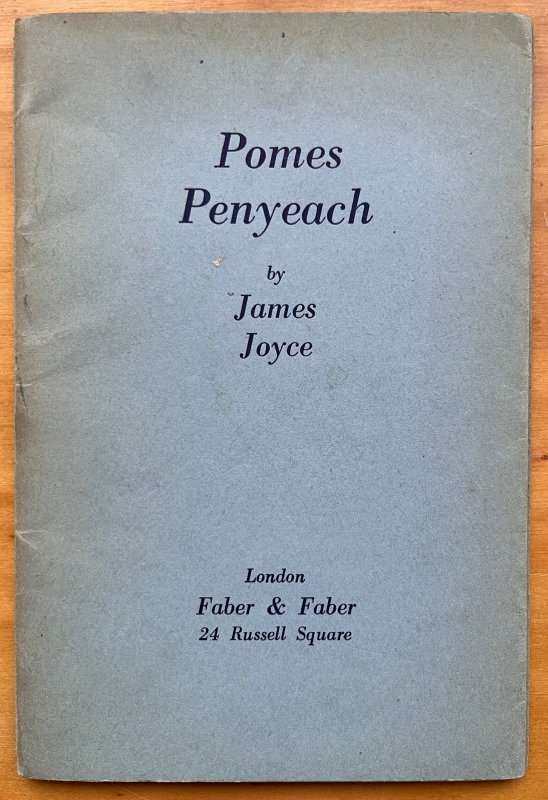 Pomes
Penyeach
by
James
Joyce
London
Faber & Faber
24 Russell Square